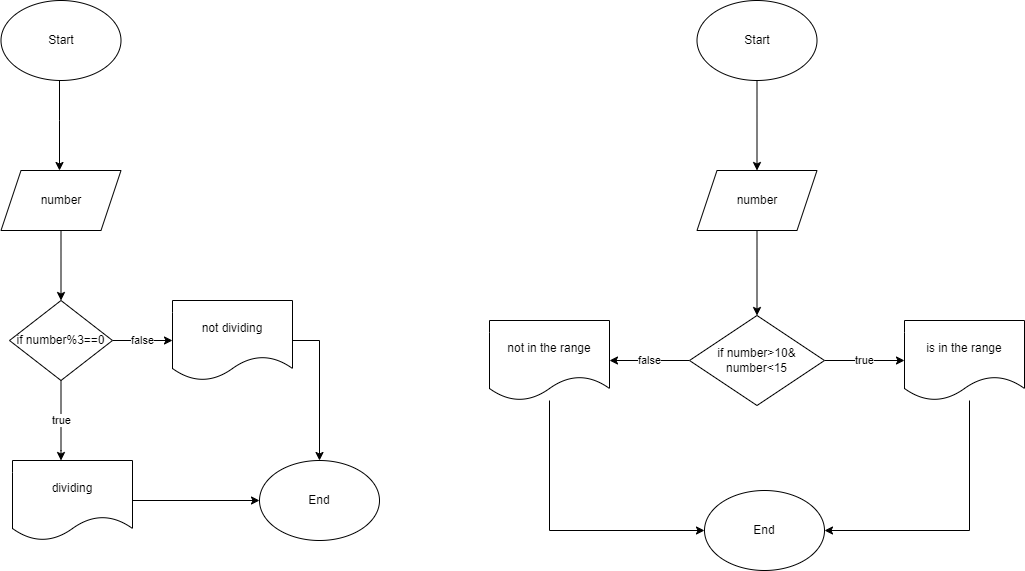 Start
number
if number%3==0
false
not dividing
true
dividing
End
Start
number
if number>10&
number<15
false
not in the range
true
is in the range
End